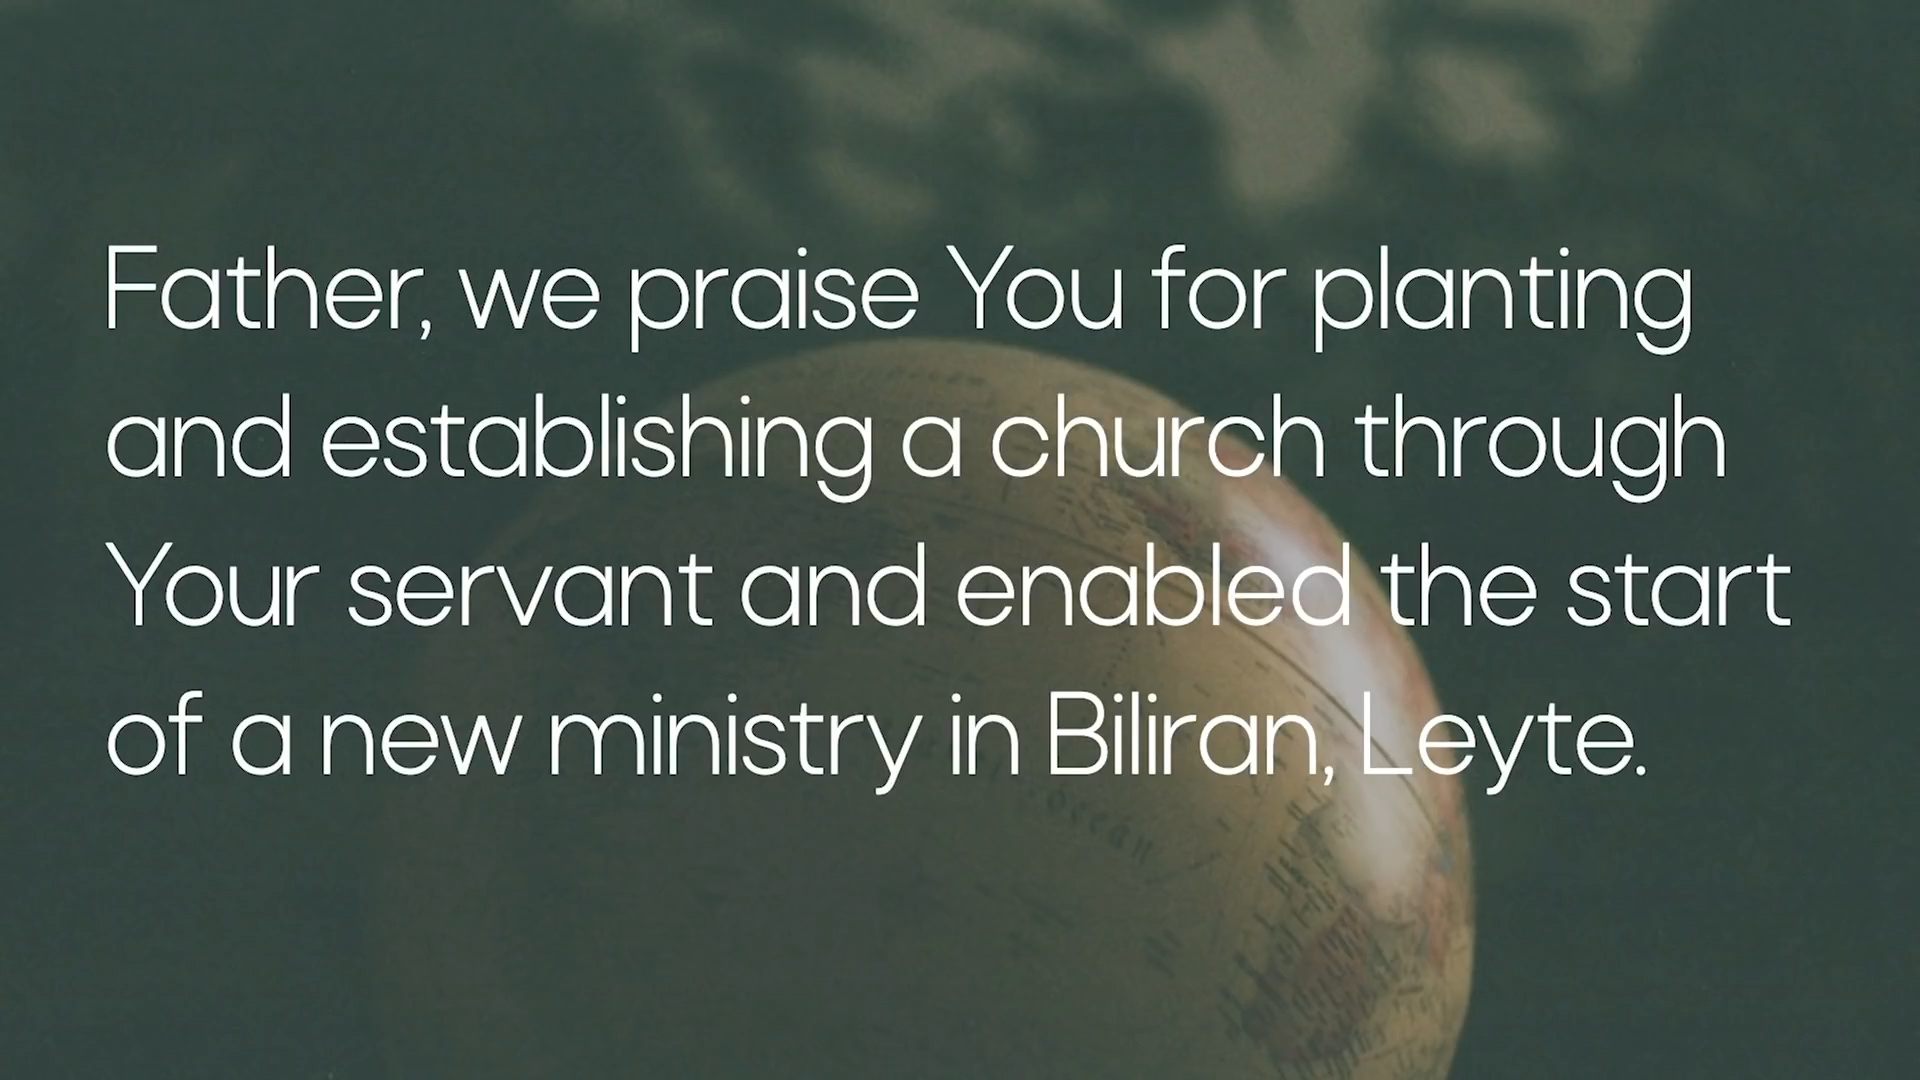 Father, we praise You for planting
and establishing a church through
Your servant and enabled the start
of a new ministry in Biliran, Leyte.
ocean